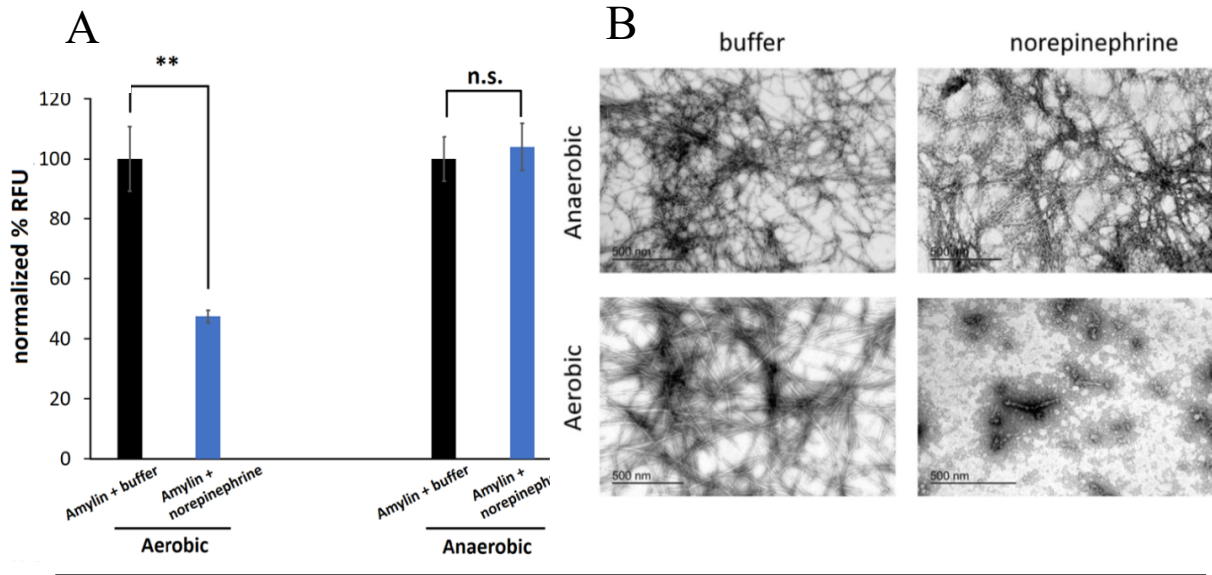 A
**
n.s.
normalized % RFU
120
100
80
60
40
20
0
Amylin + buffer
Amylin +
norepinephrine
Amylin + buffer
Amylin +
norepineph
Aerobic
Anaerobic
B
buffer
norepinephrine
Anaerobic
500 nm
500 nm
Aerobic
500 nm
500 nm